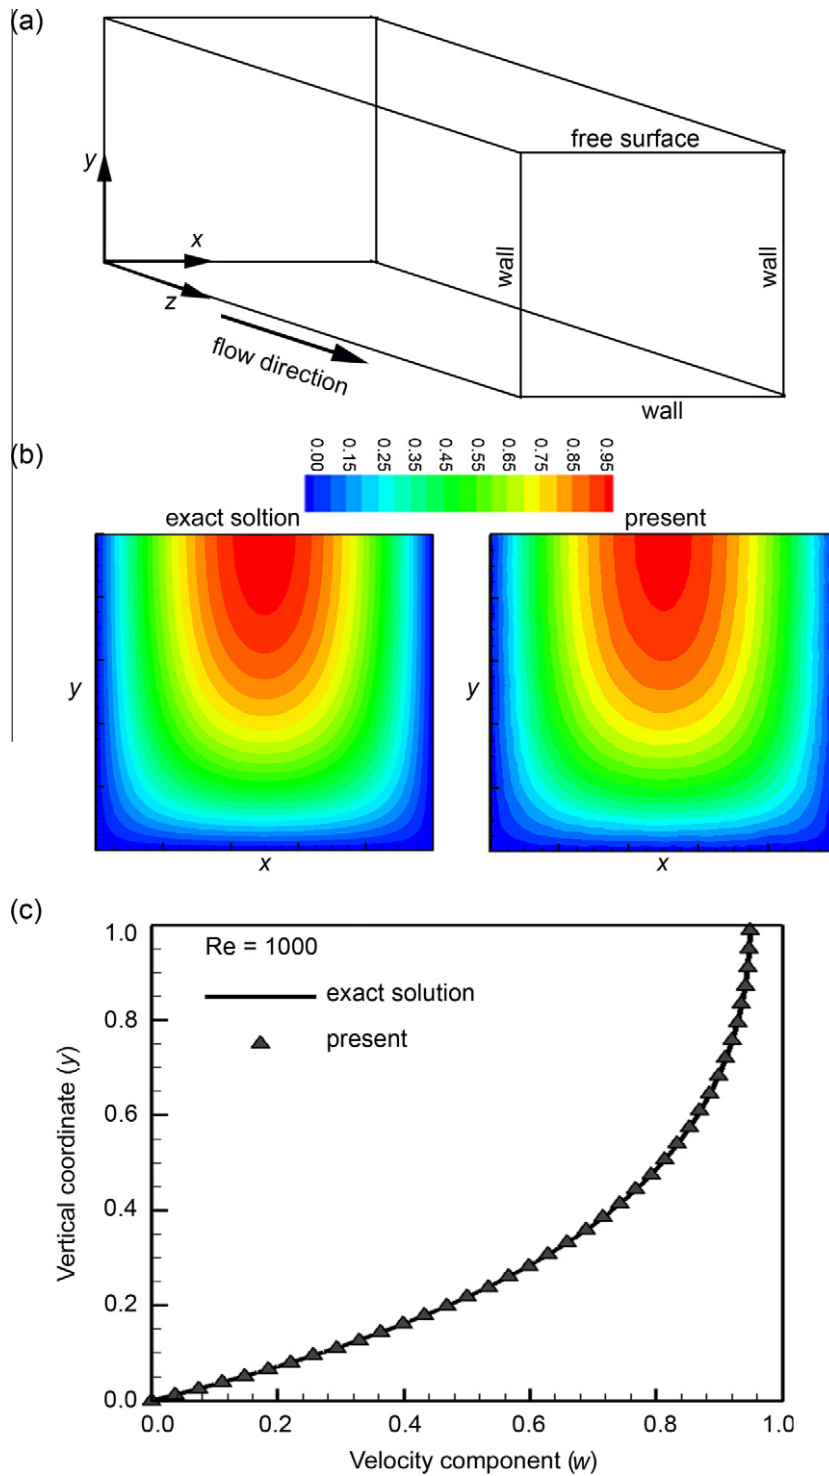 (a)
free surface
y
x
wall
wall
z
flow direction
wall
(b)
0.00 0.15 0.25 0.35 0.45 0.55 0.65 0.75 0.85 0.95
exact soltion
present
y
y
x
x
(c)
1.0
Re = 1000
exact solution
0.8
present
0.6
Vertical coordinate (y)
0.4
0.2
0.0
0.0 0.2 0.4 0.6 0.8 1.0
Velocity component (w)